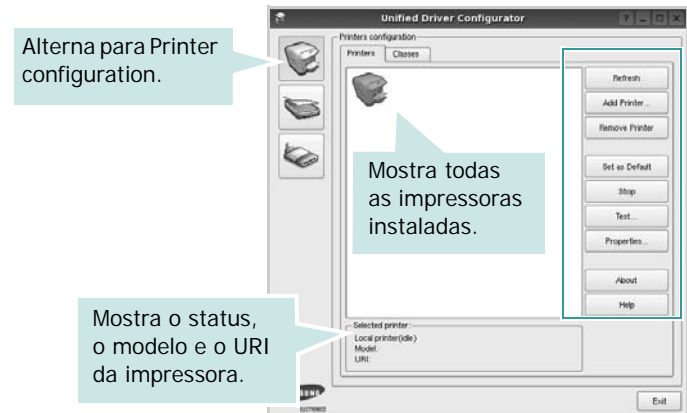 Unified Driver Configurator
Alterna para Printer
configuration.
Printers configuration
Printers
Classes
Refresh
Add Printer...
Remove Printer
Set as Default
Stop
Test...
Properties...
About
Help
Mostra todas
as impressoras
instaladas.
Mostra o status,
o modelo e o URI
da impressora.
Selected printer:
Local printer(idle)
Model:
URI:
Exit